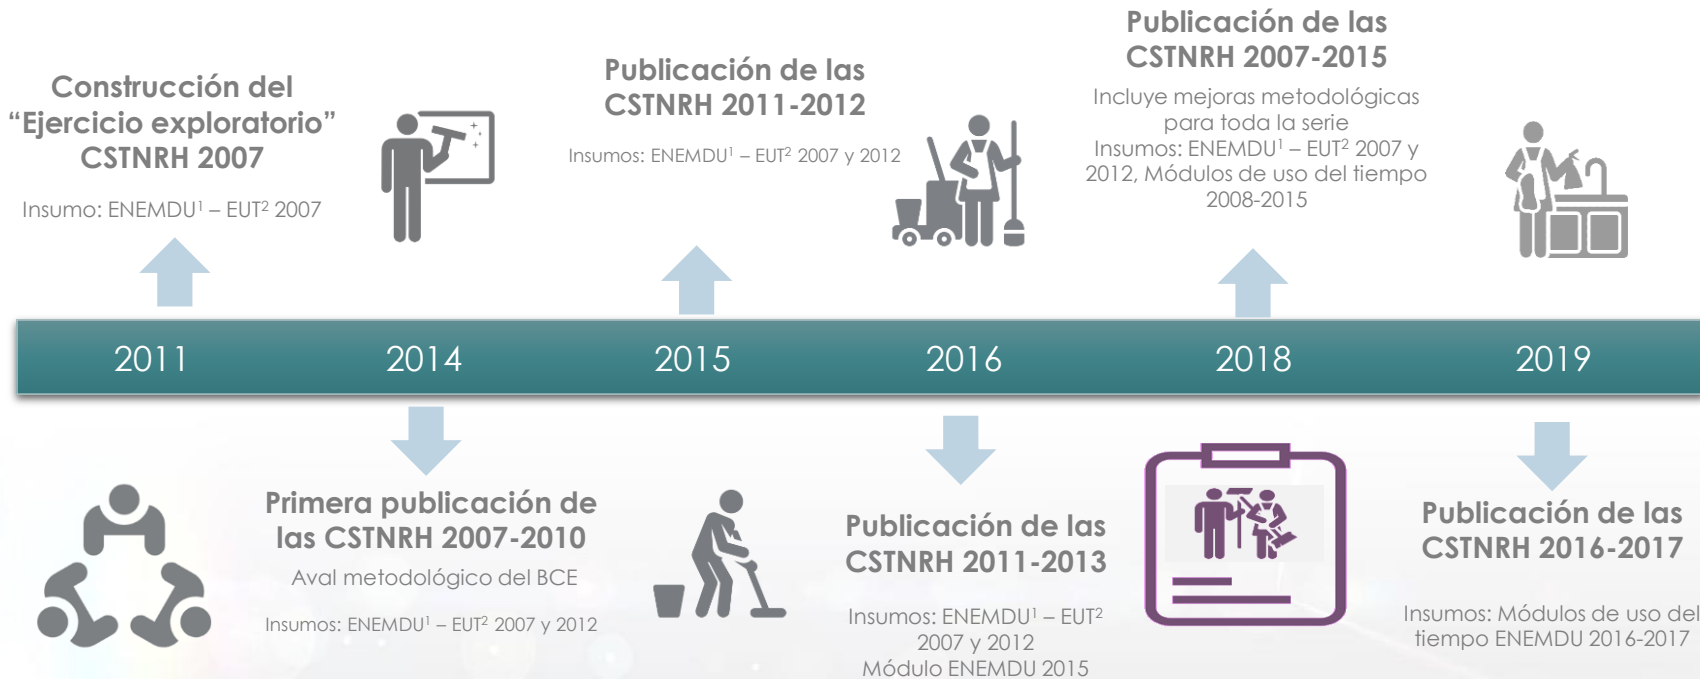 Construcción del
“Ejercicio exploratorio”
CSTNRH 2007
Insumo: ENEMDU¹ – EUT² 2007
Publicación de las
CSTNRH 2011-2012
Insumos: ENEMDU¹ – EUT² 2007 y 2012
Publicación de las
CSTNRH 2007-2015
Incluye mejoras metodológicas
para toda la serie
Insumos: ENEMDU¹ – EUT² 2007 y
2012, Módulos de uso del tiempo
2008-2015
2011
2014
2015
2016
2018
2019
Primera publicación de
las CSTNRH 2007-2010
Aval metodológico del BCE
Insumos: ENEMDU¹ – EUT² 2007 y 2012
Publicación de las
CSTNRH 2011-2013
Insumos: ENEMDU¹ – EUT²
2007 y 2012
Módulo ENEMDU 2015
Publicación de las
CSTNRH 2016-2017
Insumos: Módulos de uso del
tiempo ENEMDU 2016-2017